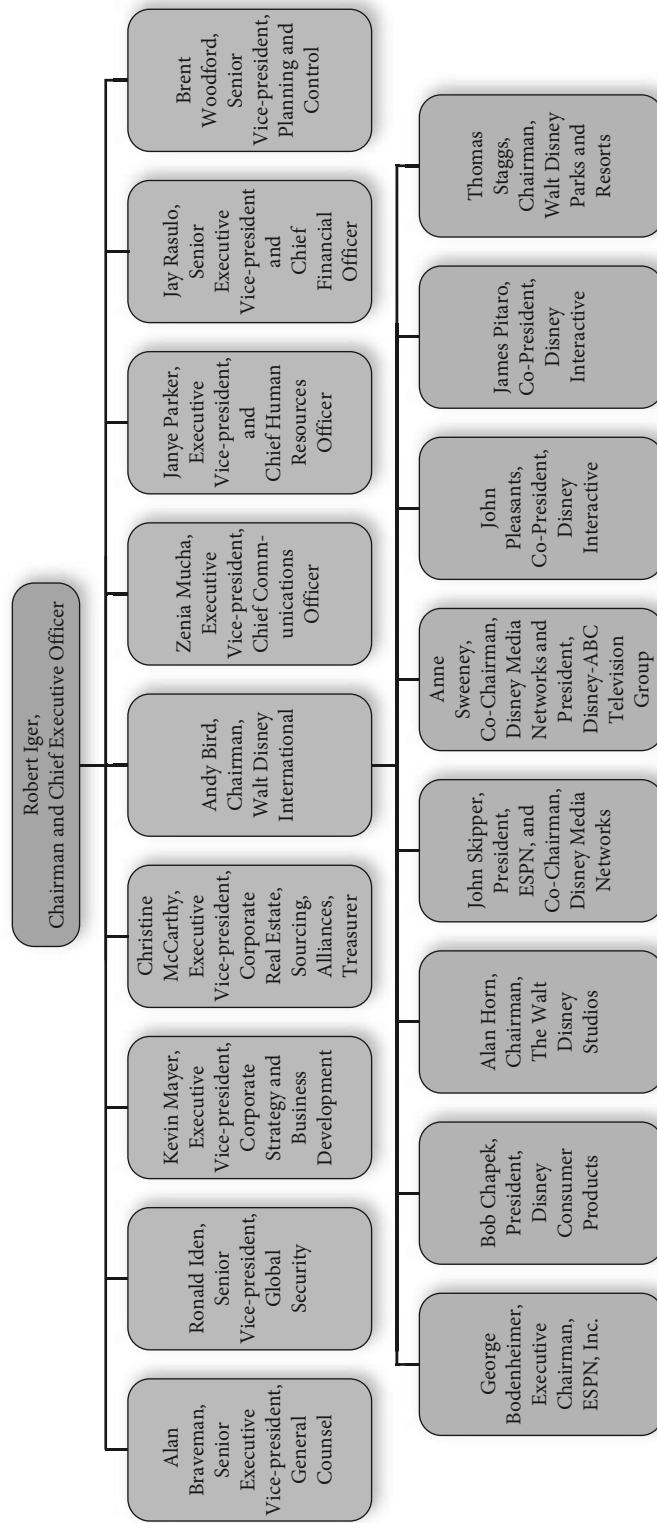 Robert Iger,
Chairman and Chief Executive Officer
Alan
Braveman,
Senior
Executive
Vice-president,
General
Counsel
Ronald Iden,
Senior
Vice-president,
Global
Security
Kevin Mayer,
Executive
Vice-president,
Corporate
Strategy and
Business
Development
Christine
McCarthy,
Executive
Vice-president,
Corporate
Real Estate,
Sourcing,
Alliances,
Treasurer
Andy Bird,
Chairman,
Walt Disney
International
Zenia Mucha,
Executive
Vice-president,
Chief Comm-
unications
Officer
Janye Parker,
Executive
Vice-president,
and
Chief Human
Resources
Officer
Jay Rasulo,
Senior
Executive
Vice-president
and
Chief
Financial
Officer
Brent
Woodford,
Senior
Vice-president,
Planning and
Control
George
Bodenheimer,
Executive
Chairman,
ESPN, Inc.
Bob Chapek,
President,
Disney
Consumer
Products
Alan Horn,
Chairman,
The Walt
Disney
Studios
John Skipper,
President,
ESPN, and
Co-Chairman,
Disney Media
Networks
Anne
Sweeney,
Co-Chairman,
Disney Media
Networks and
President,
Disney-ABC
Television
Group
John
Pleasants,
Co-President,
Disney
Interactive
James Pitaro,
Co-President,
Disney
Interactive
Thomas
Staggs,
Chairman,
Walt Disney
Parks and
Resorts